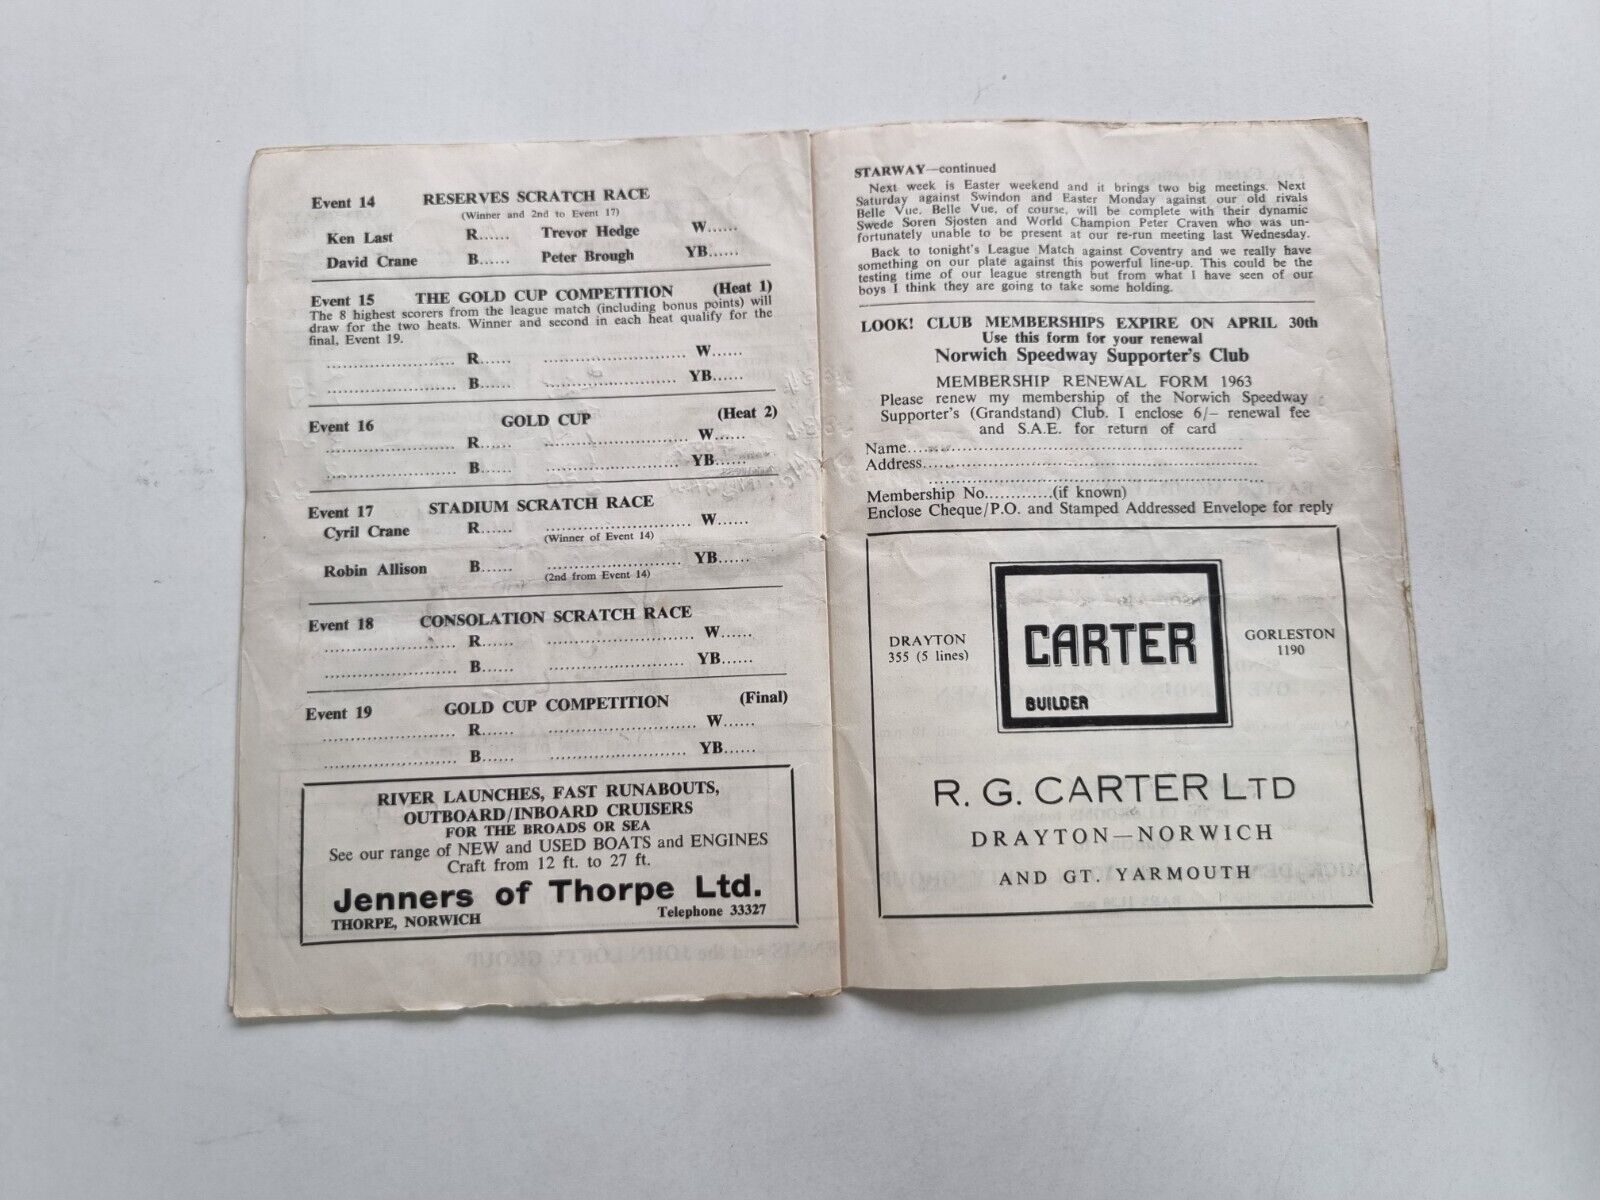 Event 14 RESERVES SCRATCH RACE
(Winner and 2nd to Event 17)
Ken Last R...... Trevor Hedge W......
David Crane B...... Peter Brough YB......
Event 15 THE GOLD CUP COMPETITION (Heat 1)
The 8 highest scorers from the league match (including bonus points) will
draw for the two heats. Winner and second in each heat qualify for the
final, Event 19.
........................ R...... ........................ W......
........................ B...... ........................ YB......
Event 16 GOLD CUP (Heat 2)
........................ R...... ........................ W......
........................ B...... ........................ YB......
Event 17 STADIUM SCRATCH RACE
Cyril Crane R...... ........................ W......
(Winner of Event 14)
Robin Allison B...... ........................ YB......
(2nd from Event 14)
Event 18 CONSOLATION SCRATCH RACE
........................ R...... ........................ W......
........................ B...... ........................ YB......
Event 19 GOLD CUP COMPETITION (Final)
........................ R...... ........................ W......
........................ B...... ........................ YB......
RIVER LAUNCHES, FAST RUNABOUTS,
OUTBOARD/INBOARD CRUISERS
FOR THE BROADS OR SEA
See our range of NEW and USED BOATS and ENGINES
Craft from 12 ft. to 27 ft.
Jenners of Thorpe Ltd.
THORPE, NORWICH Telephone 33327
STARWAY—continued
Next week is Easter weekend and it brings two big meetings. Next
Saturday against Swindon and Easter Monday against our old rivals
Belle Vue. Belle Vue, of course, will be complete with their dynamic
Swede Soren Sjosten and World Champion Peter Craven who was un-
fortunately unable to be present at our re-run meeting last Wednesday.
Back to tonight's League Match against Coventry and we really have
something on our plate against this powerful line-up. This could be the
testing time of our league strength but from what I have seen of our
boys I think they are going to take some holding.
LOOK! CLUB MEMBERSHIPS EXPIRE ON APRIL 30th
Use this form for your renewal
Norwich Speedway Supporter's Club
MEMBERSHIP RENEWAL FORM 1963
Please renew my membership of the Norwich Speedway
Supporter's (Grandstand) Club. I enclose 6/- renewal fee
and S.A.E. for return of card
Name........................
Address........................
........................
Membership No............(if known)
Enclose Cheque/P.O. and Stamped Addressed Envelope for reply
DRAYTON
355 (5 lines)
CARTER
BUILDER
GORLESTON
1190
R. G. CARTER LTD
DRAYTON—NORWICH
AND GT. YARMOUTH